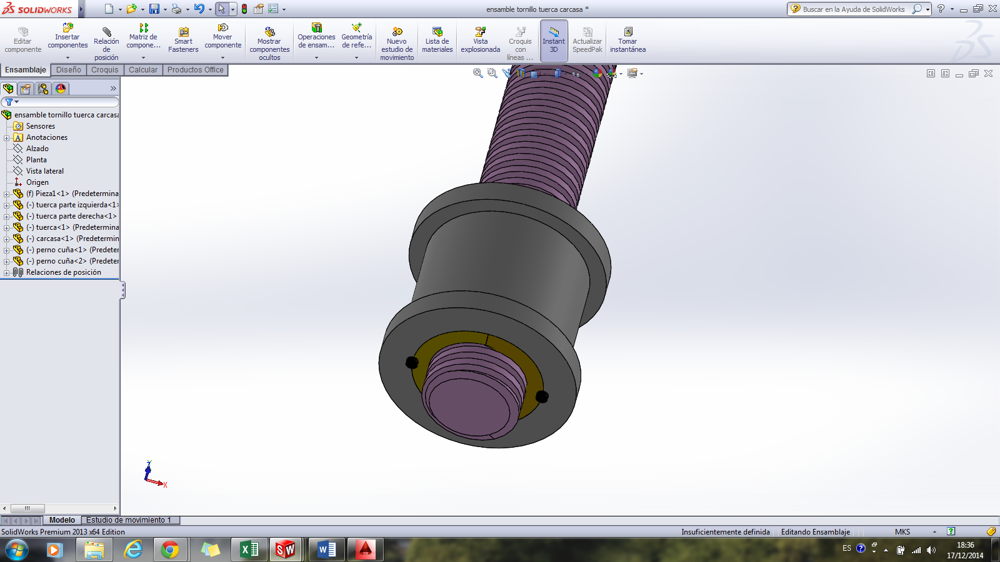 SOLIDWORKS
ensamble tornillo tuerca carcasa *
Buscar en la Ayuda de SolidWorks
Editar
componente
Insertar
componentes
Relación
de
posición
Matriz de
compone...
Smart
Fasteners
Mover
componente
Mostrar
componentes
ocultos
Operaciones
de ensam...
Geometría
de refe...
Nuevo
estudio de
movimiento
Lista de
materiales
Vista
explosionada
Croquis
con
líneas ...
Instant
3D
Actualizar
SpeedPak
Tomar
instantánea
Ensamblaje
Diseño
Croquis
Calcular
Productos Office
ensamble tornillo tuerca carcasa
Sensores
Anotaciones
Alzado
Planta
Vista lateral
Origen
(f) Pieza1<1> (Predetermina
(-) tuerca parte izquierda<1>
(-) tuerca parte derecha<1>
(-) tuerca<1> (Predetermina
(-) carcasa<1> (Predetermin
(-) perno cuña<1> (Predeter
(-) perno cuña<2> (Predeter
Relaciones de posición
Y
X
Modelo
Estudio de movimiento 1
SolidWorks Premium 2013 x64 Edition
Insuficientemente definida
Editando Ensamblaje
MKS
ES
18:36
17/12/2014